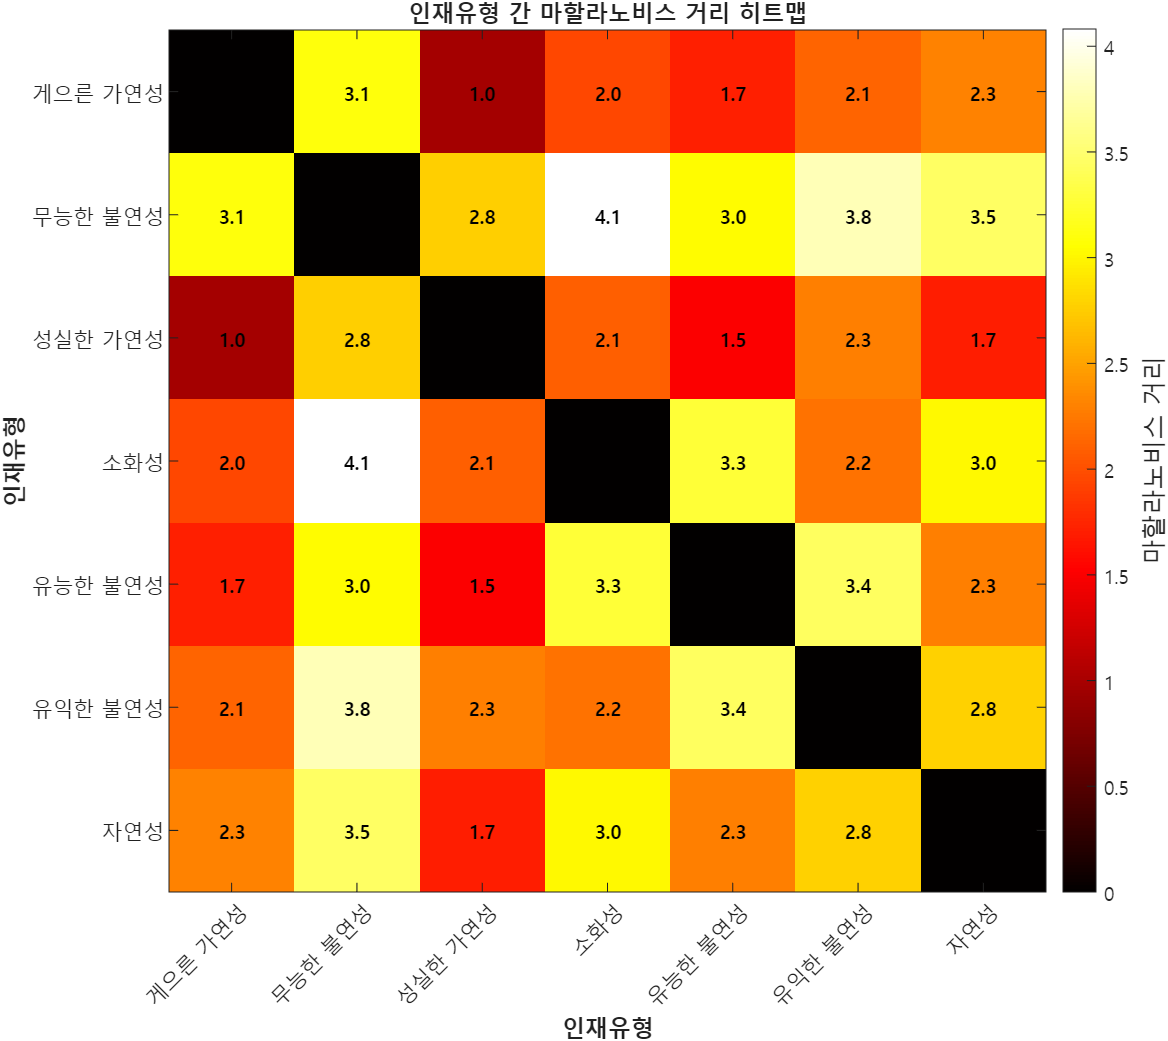 인재유형 간 마할라노비스 거리 히트맵
게으른 가연성 3.1 1.0 2.0 1.7 2.1 2.3
무능한 불연성 3.1 2.8 4.1 3.0 3.8 3.5
성실한 가연성 1.0 2.8 2.1 1.5 2.3 1.7
소화성 2.0 4.1 2.1 3.3 2.2 3.0
유능한 불연성 1.7 3.0 1.5 3.3 3.4 2.3
유익한 불연성 2.1 3.8 2.3 2.2 3.4 2.8
자연성 2.3 3.5 1.7 3.0 2.3 2.8
게으른 가연성 무능한 불연성 성실한 가연성 소화성 유능한 불연성 유익한 불연성 자연성
인재유형
인재유형
4
3.5
3
2.5
2
1.5
1
0.5
0
마할라노비스 거리